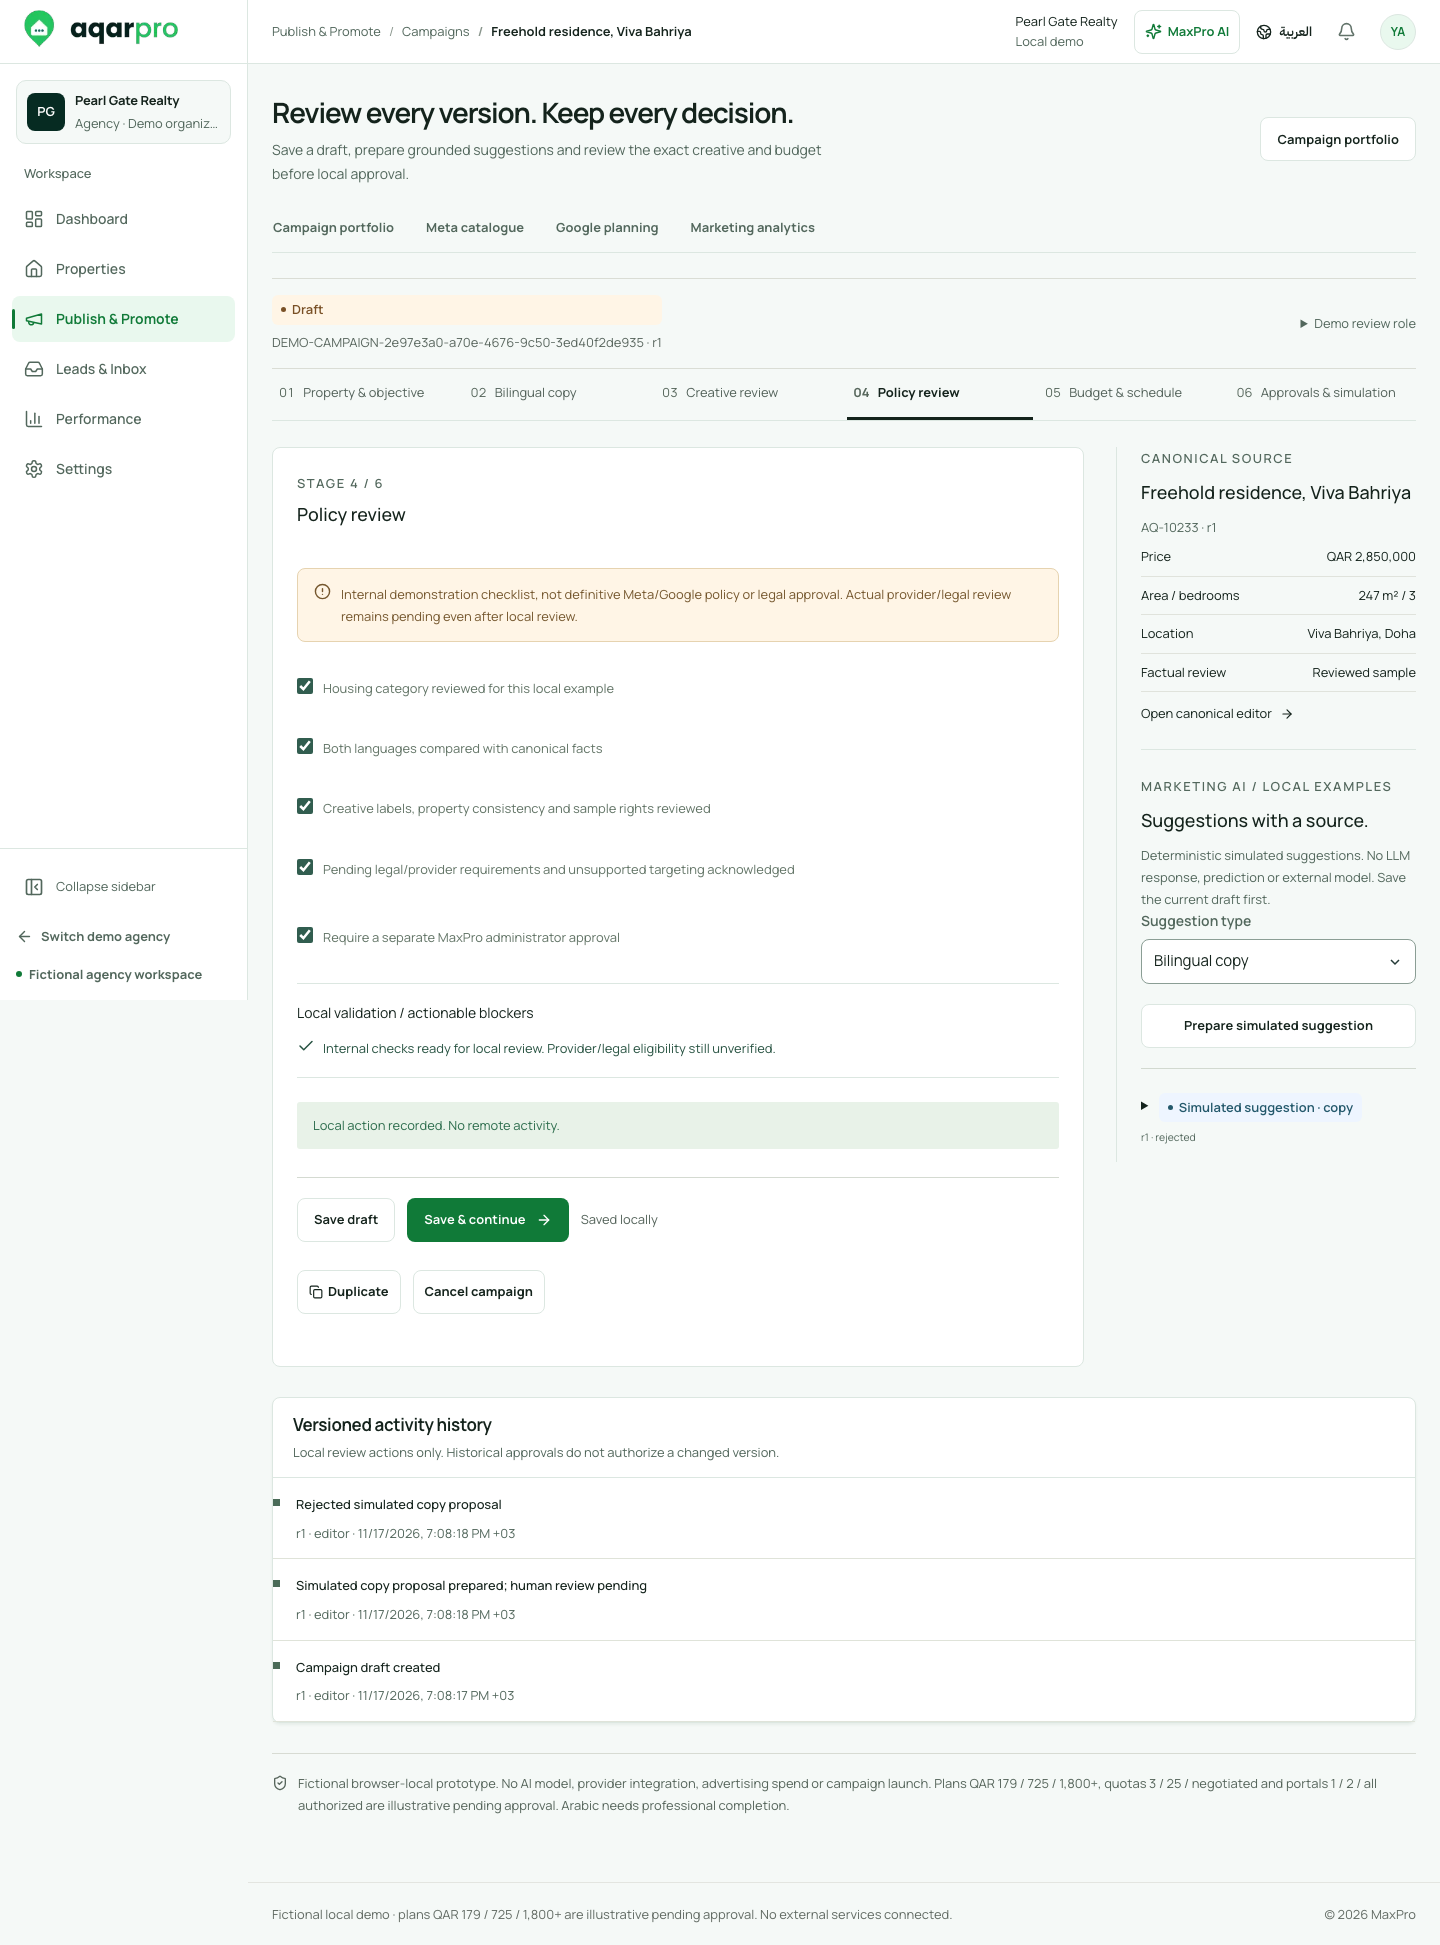 aqarpro
Publish & Promote / Campaigns / Freehold residence, Viva Bahriya
Pearl Gate Realty
Local demo
MaxPro AI
العربية
YA
PG
Pearl Gate Realty
Agency · Demo organiz...
Workspace
Dashboard
Properties
Publish & Promote
Leads & Inbox
Performance
Settings
Collapse sidebar
Switch demo agency
Fictional agency workspace
Review every version. Keep every decision.
Save a draft, prepare grounded suggestions and review the exact creative and budget
before local approval.
Campaign portfolio
Campaign portfolio
Meta catalogue
Google planning
Marketing analytics
Draft
DEMO-CAMPAIGN-2e97e3a0-a70e-4676-9c50-3ed40f2de935 · r1
Demo review role
01 Property & objective
02 Bilingual copy
03 Creative review
04 Policy review
05 Budget & schedule
06 Approvals & simulation
STAGE 4 / 6
Policy review
Internal demonstration checklist, not definitive Meta/Google policy or legal approval. Actual provider/legal review
remains pending even after local review.
Housing category reviewed for this local example
Both languages compared with canonical facts
Creative labels, property consistency and sample rights reviewed
Pending legal/provider requirements and unsupported targeting acknowledged
Require a separate MaxPro administrator approval
Local validation / actionable blockers
Internal checks ready for local review. Provider/legal eligibility still unverified.
Local action recorded. No remote activity.
Save draft
Save & continue
Saved locally
Duplicate
Cancel campaign
CANONICAL SOURCE
Freehold residence, Viva Bahriya
AQ-10233 · r1
Price QAR 2,850,000
Area / bedrooms 247 m² / 3
Location Viva Bahriya, Doha
Factual review Reviewed sample
Open canonical editor
MARKETING AI / LOCAL EXAMPLES
Suggestions with a source.
Deterministic simulated suggestions. No LLM
response, prediction or external model. Save
the current draft first.
Suggestion type
Bilingual copy
Prepare simulated suggestion
Simulated suggestion · copy
r1 · rejected
Versioned activity history
Local review actions only. Historical approvals do not authorize a changed version.
Rejected simulated copy proposal
r1 · editor · 11/17/2026, 7:08:18 PM +03
Simulated copy proposal prepared; human review pending
r1 · editor · 11/17/2026, 7:08:18 PM +03
Campaign draft created
r1 · editor · 11/17/2026, 7:08:17 PM +03
Fictional browser-local prototype. No AI model, provider integration, advertising spend or campaign launch. Plans QAR 179 / 725 / 1,800+, quotas 3 / 25 / negotiated and portals 1 / 2 / all
authorized are illustrative pending approval. Arabic needs professional completion.
Fictional local demo · plans QAR 179 / 725 / 1,800+ are illustrative pending approval. No external services connected.
© 2026 MaxPro